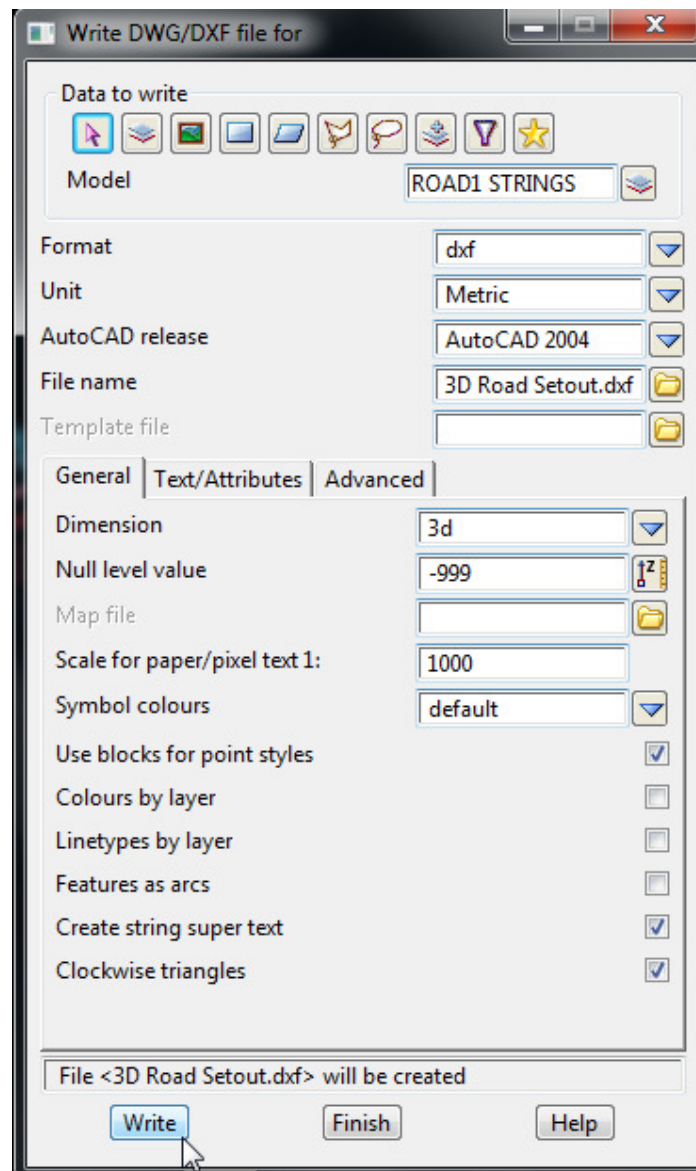 Write DWG/DXF file for
Data to write
Model ROAD1 STRINGS
Format dxf
Unit Metric
AutoCAD release AutoCAD 2004
File name 3D Road Setout.dxf
Template file
General Text/Attributes Advanced
Dimension 3d
Null level value -999
Map file
Scale for paper/pixel text 1: 1000
Symbol colours default
Use blocks for point styles
Colours by layer
Linetypes by layer
Features as arcs
Create string super text
Clockwise triangles
File <3D Road Setout.dxf> will be created
Write Finish Help